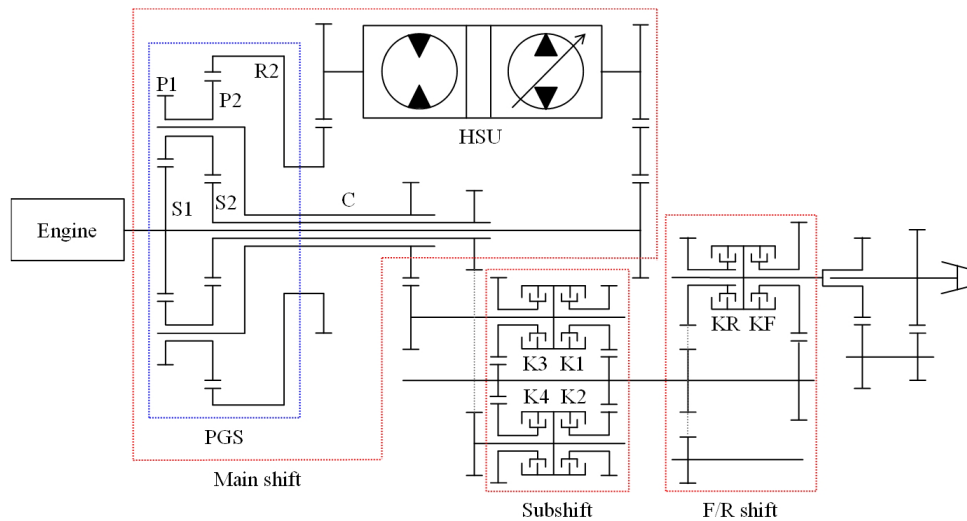 R2
P1
P2
HSU
S1
S2
C
Engine
KR
KF
K3
K1
K4
K2
PGS
Main shift
Subshift
F/R shift